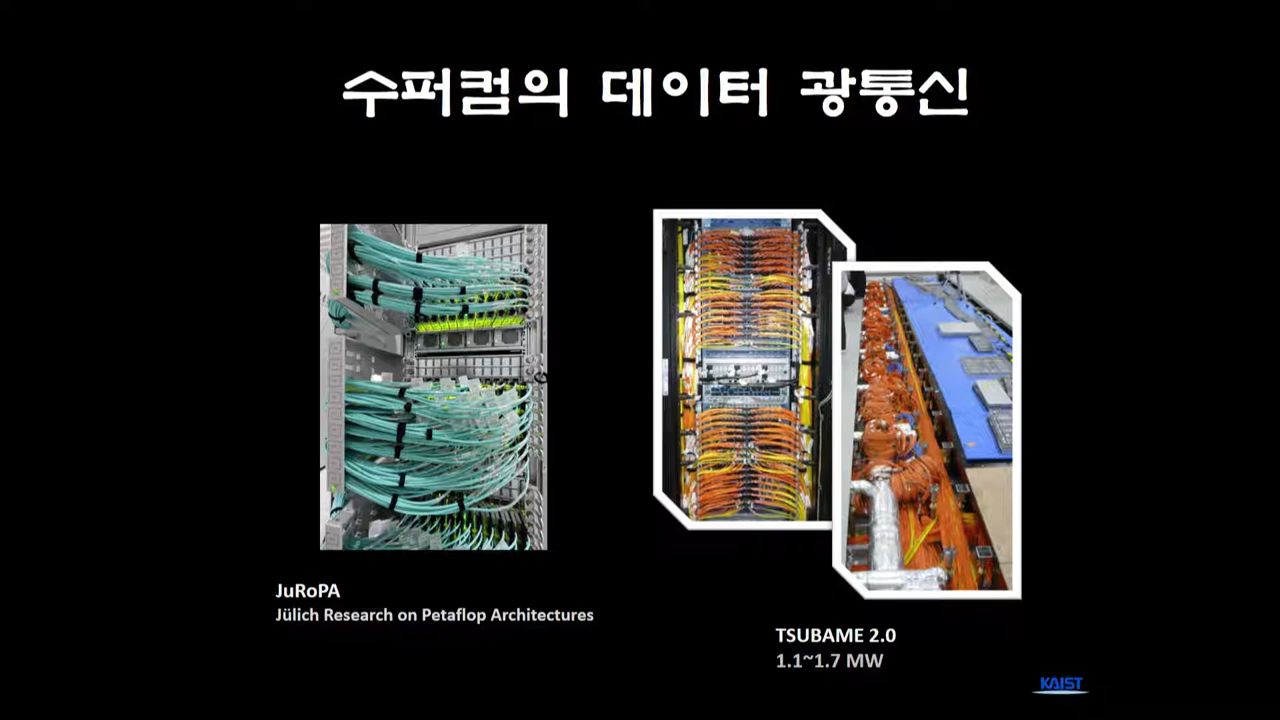 수퍼컴의 데이터 광통신
JuRoPA
Jülich Research on Petaflop Architectures
TSUBAME 2.0
1.1~1.7 MW
KAIST